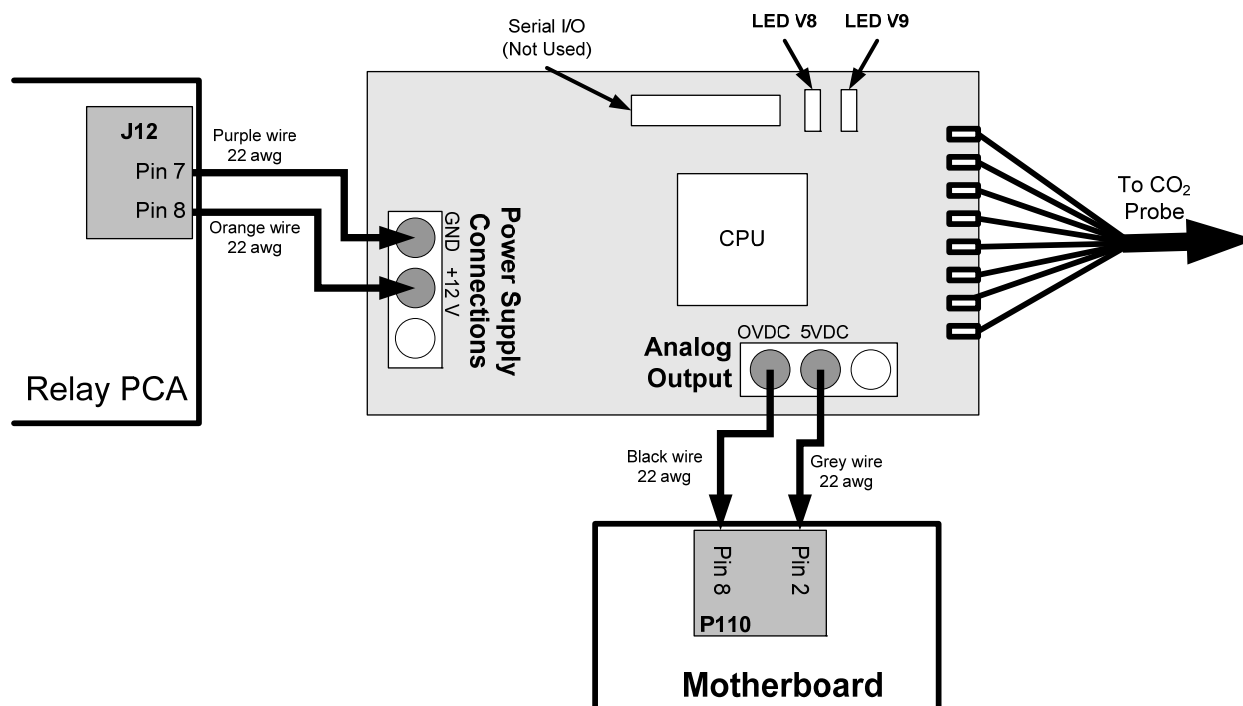 Serial I/O
(Not Used)
LED V8
LED V9
J12
Pin 7
Pin 8
Purple wire
22 awg
Orange wire
22 awg
Relay PCA
GND
+12 V
Power Supply
Connections
CPU
To CO₂
Probe
Analog
Output
OVDC
5VDC
Black wire
22 awg
Grey wire
22 awg
Pin 8
Pin 2
P110
Motherboard